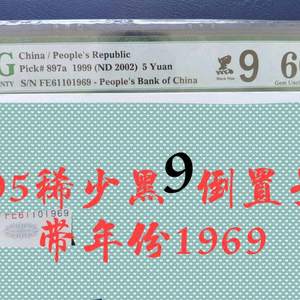 China / People's Republic
Pick# 897a 1999 (ND 2002) 5 Yuan
S/N FE61101969 - People's Bank of China
9
05稀少黑9倒置
FE61101969
带年份1969